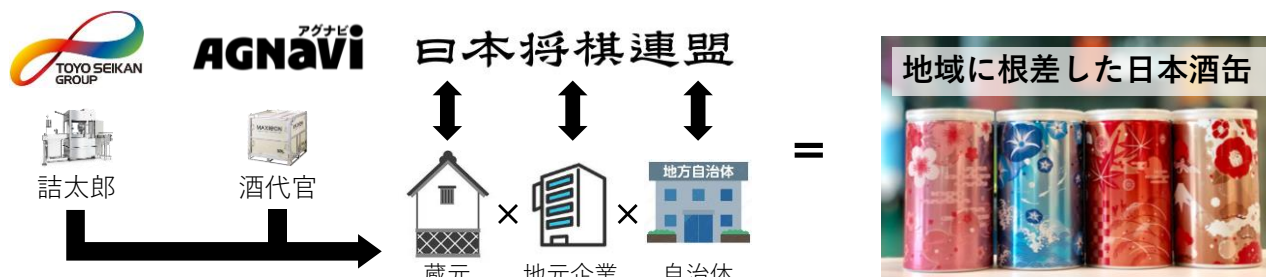 TOYO SEIKAN
GROUP
アグナビ
AGNavi
日本将棋連盟
地域に根差した日本酒缶
詰太郎
酒代官
地方自治体
×
×
=
蔵元
地元企業
自治体